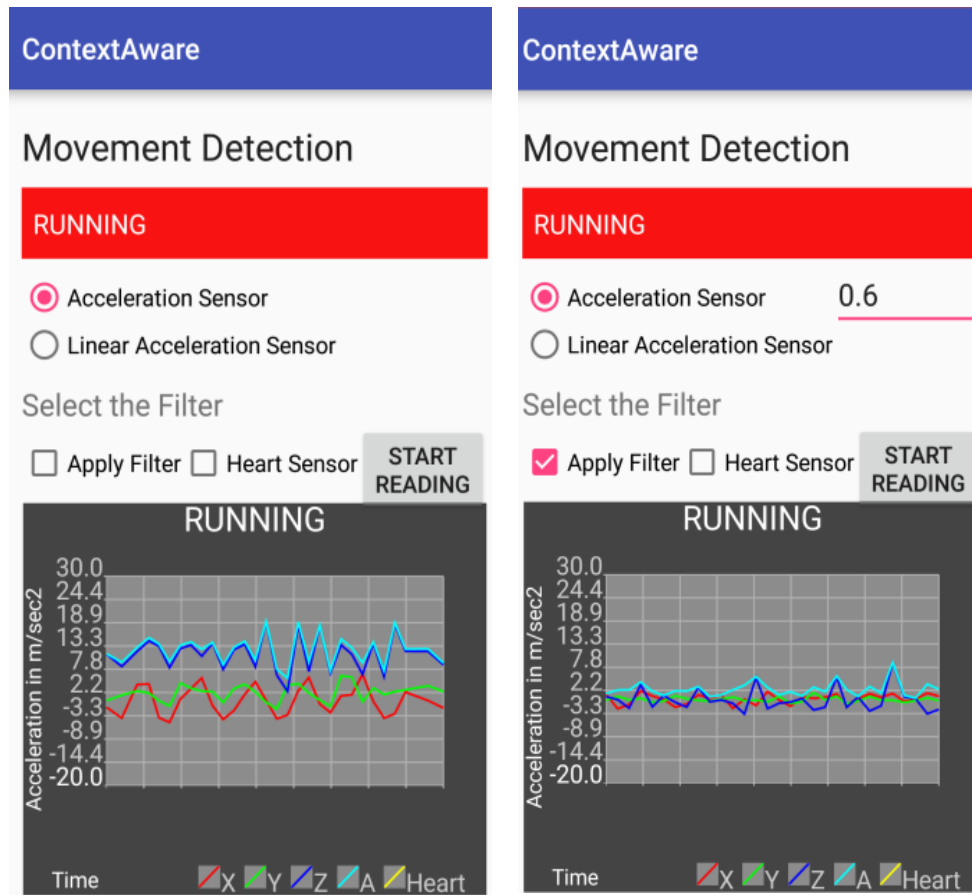 ContextAware
Movement Detection
RUNNING
Acceleration Sensor
Linear Acceleration Sensor
Select the Filter
Apply Filter
Heart Sensor
START
READING
RUNNING
Acceleration in m/sec2
30.0
24.4
18.9
13.3
7.8
2.2
-3.3
-8.9
-14.4
-20.0
Time
X
Y
Z
A
Heart
ContextAware
Movement Detection
RUNNING
Acceleration Sensor
0.6
Linear Acceleration Sensor
Select the Filter
Apply Filter
Heart Sensor
START
READING
RUNNING
Acceleration in m/sec2
30.0
24.4
18.9
13.3
7.8
2.2
-3.3
-8.9
-14.4
-20.0
Time
X
Y
Z
A
Heart